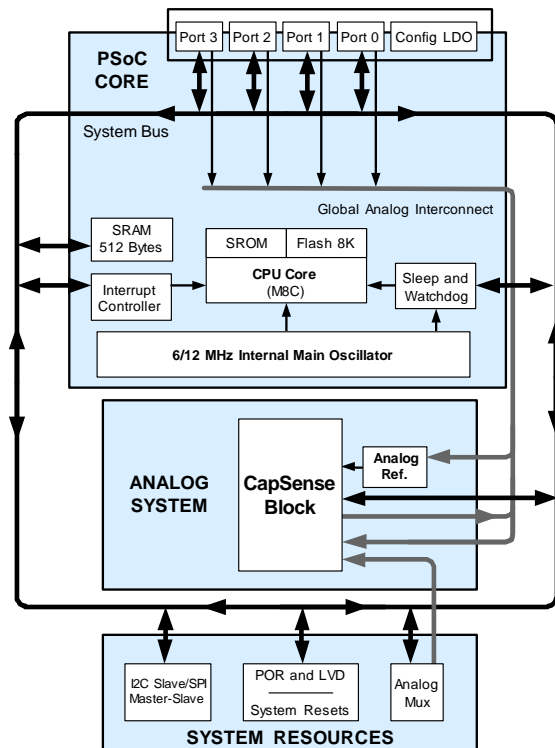 Port 3 Port 2 Port 1 Port 0 Config LDO
PSoC
CORE
System Bus
Global Analog Interconnect
SRAM
512 Bytes
SROM Flash 8K
CPU Core
(M8C)
Interrupt
Controller
Sleep and
Watchdog
6/12 MHz Internal Main Oscillator
ANALOG
SYSTEM
CapSense
Block
Analog
Ref.
I2C Slave/SPI
Master-Slave
POR and LVD
System Resets
Analog
Mux
SYSTEM RESOURCES